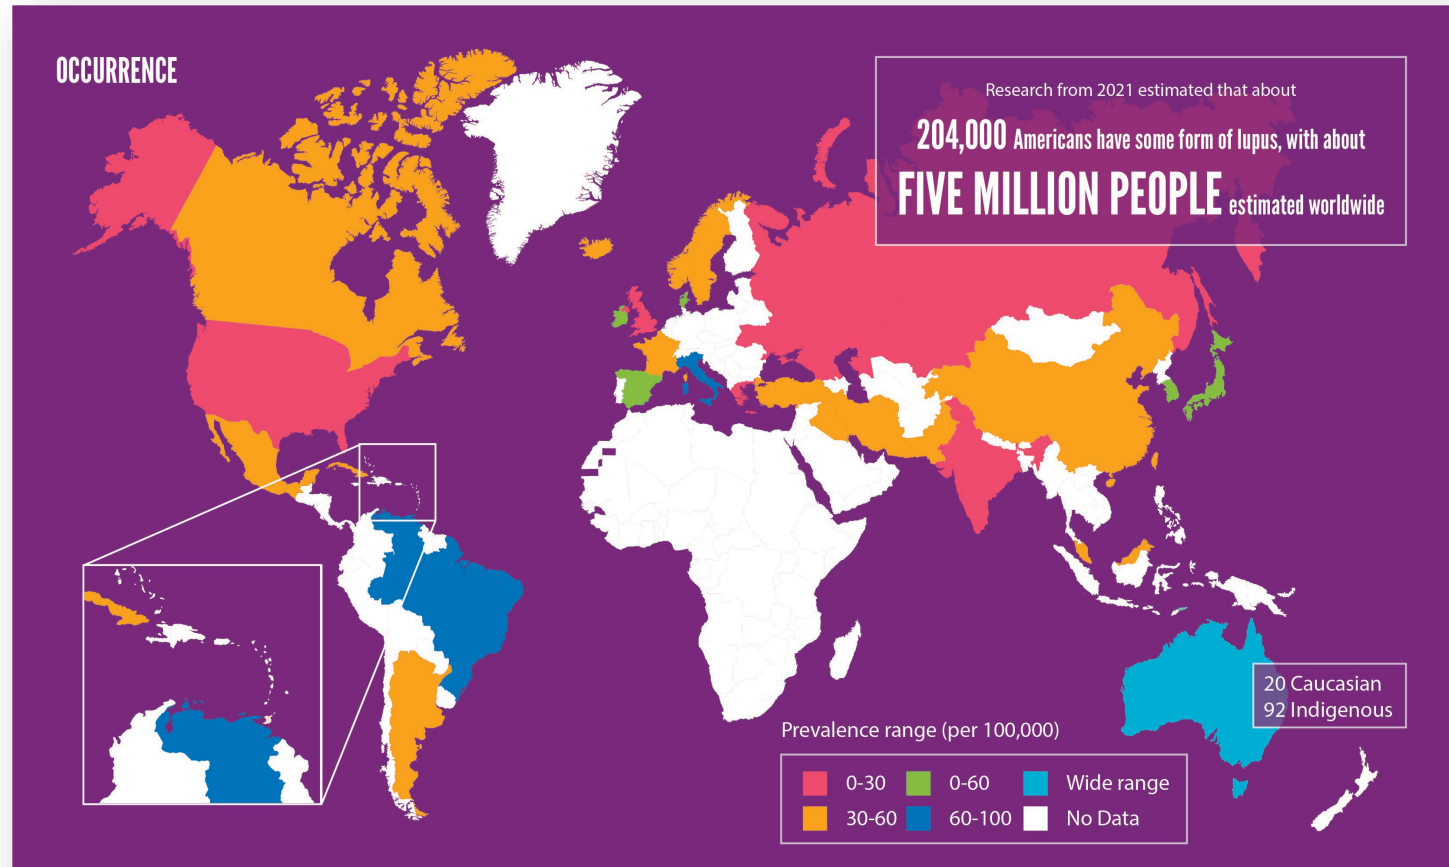 OCCURRENCE
Research from 2021 estimated that about
204,000 Americans have some form of lupus, with about
FIVE MILLION PEOPLE estimated worldwide
20 Caucasian
92 Indigenous
Prevalence range (per 100,000)
0-30 0-60 Wide range
30-60 60-100 No Data